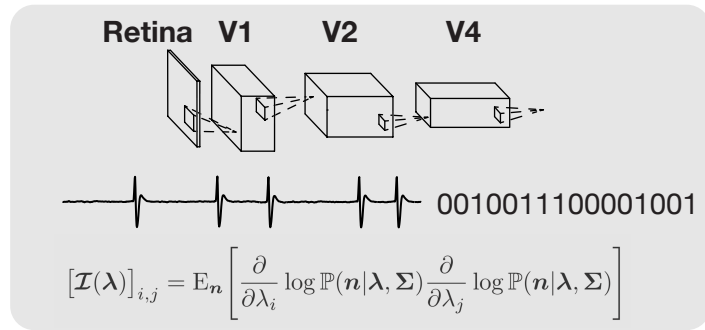 Retina V1 V2 V4
0010011100001001
[𝓘(𝝀)]_{i,j} = E_𝒏[ ∂/∂λ_i log ℙ(𝒏|𝝀, 𝚺) ∂/∂λ_j log ℙ(𝒏|𝝀, 𝚺) ]